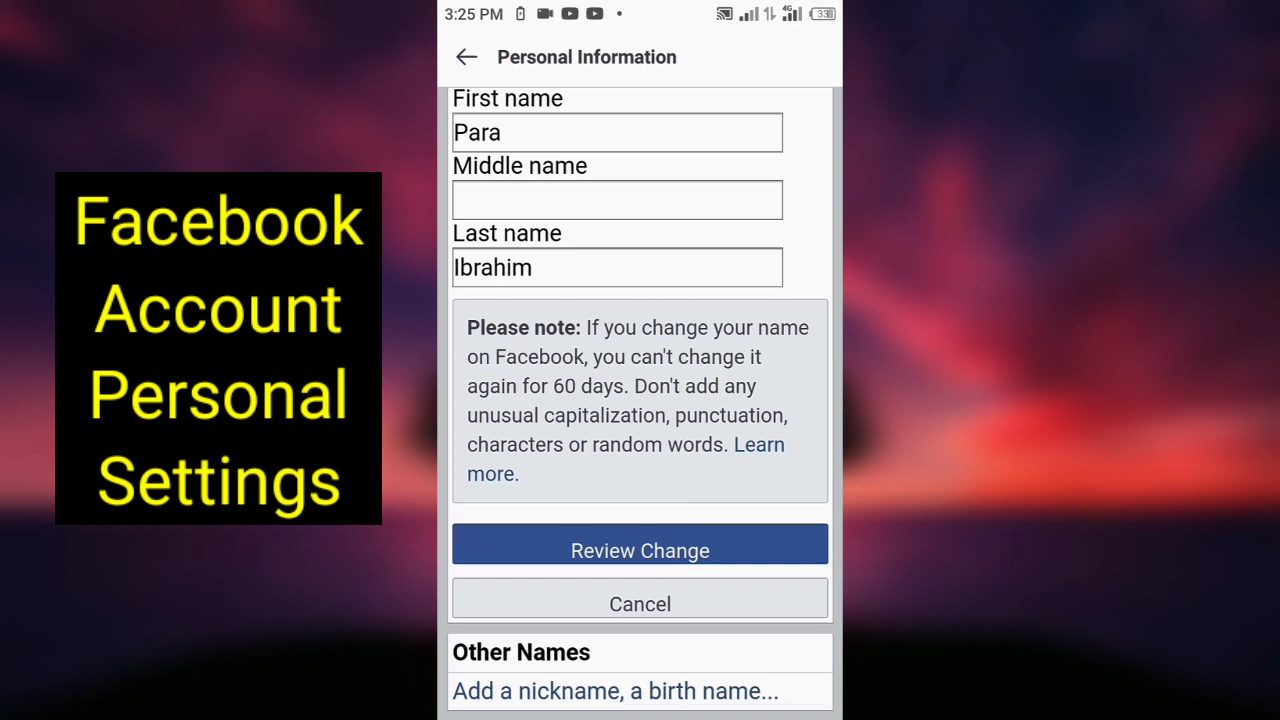 Facebook
Account
Personal
Settings
3:25 PM
4G
33
Personal Information
First name
Para
Middle name
Last name
Ibrahim
Please note: If you change your name
on Facebook, you can't change it
again for 60 days. Don't add any
unusual capitalization, punctuation,
characters or random words. Learn
more.
Review Change
Cancel
Other Names
Add a nickname, a birth name...